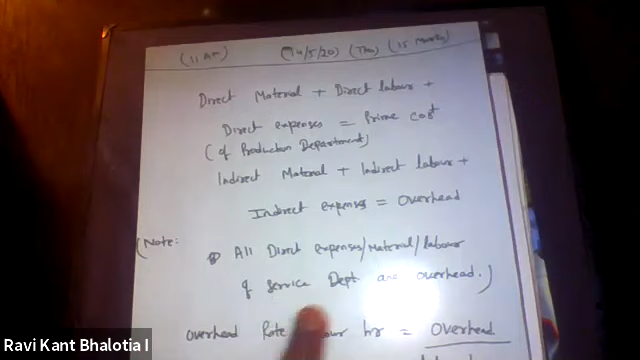 (11 AM) (14/5/20) (Thu) (15 Marks)
Direct Material + Direct labour +
Direct expenses = Prime cost
(of Production Department)
Indirect Material + Indirect labour +
Indirect expenses = Overhead
(Note:
All Direct expenses/Material/labour
of Service Dept are overhead.)
Overhead Rate hr = Overhead
Ravi Kant Bhalotia I